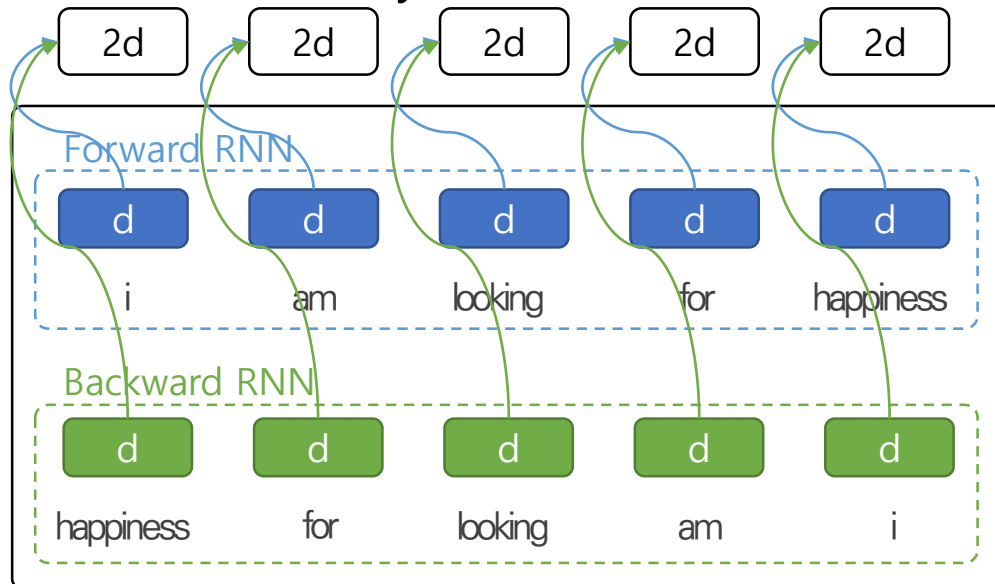 2d 2d 2d 2d 2d
Forward RNN
d d d d d
i am looking for happiness
Backward RNN
d d d d d
happiness for looking am i